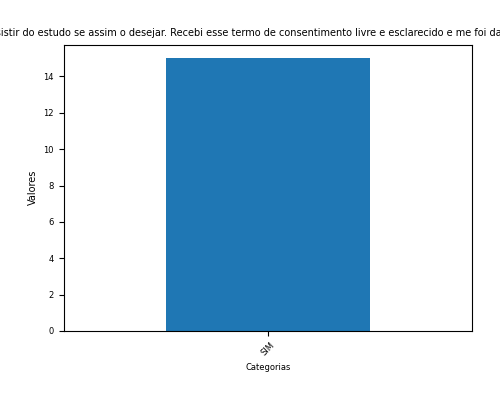 istir do estudo se assim o desejar. Recebi esse termo de consentimento livre e esclarecido e me foi da
14
12
10
8
6
4
2
0
Valores
SIM
Categorias